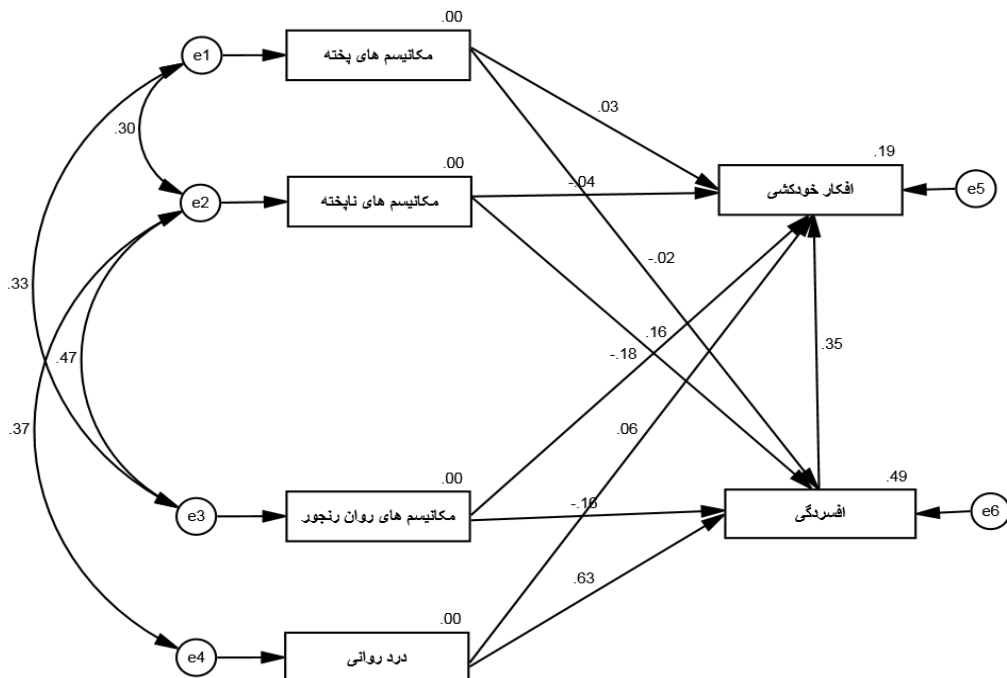 .00
e1
مکانیسم های پخته
.03
.30
.00
.19
e2
مکانیسم های ناپخته
-.04
افکار خودکشی
e5
-.02
.33
.16
.35
.47
-.18
.37
.06
.00
.49
e3
مکانیسم های روان رنجور
-.16
افسردگی
e6
.63
.00
e4
درد روانی